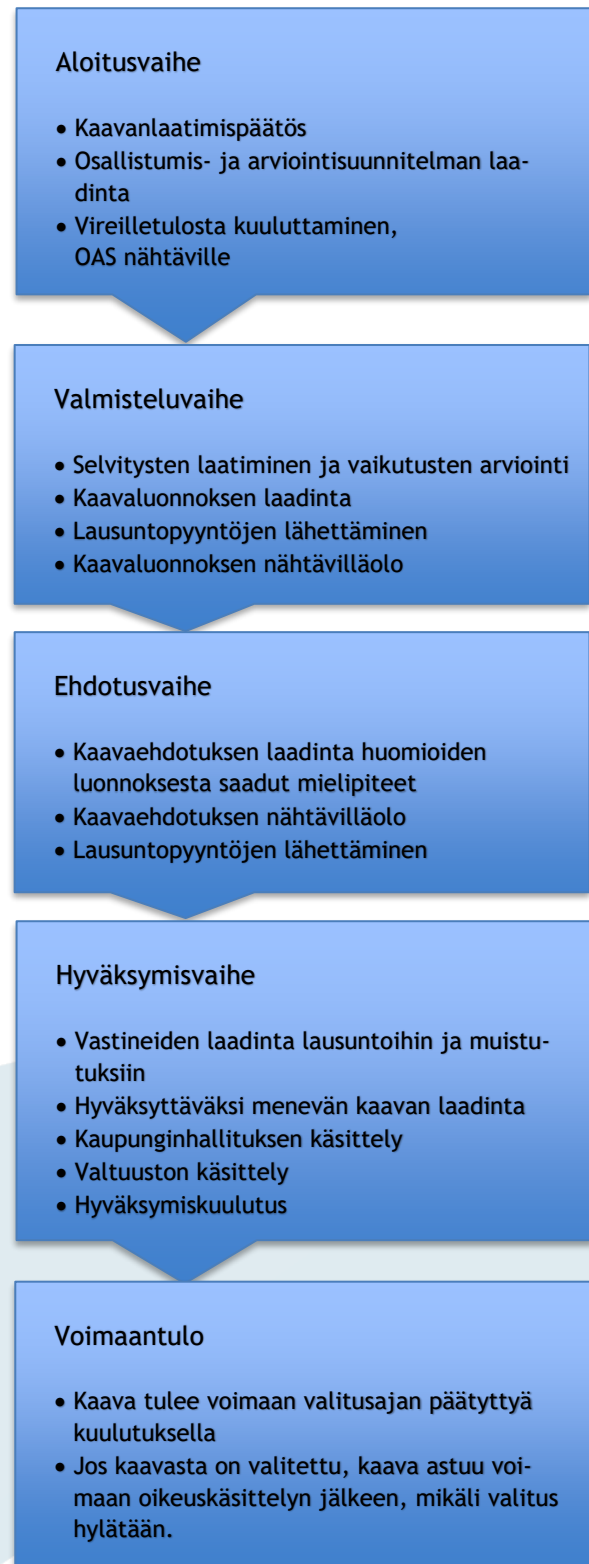 Aloitusvaihe
• Kaavanlaatimispäätös
• Osallistumis- ja arviointisuunnitelman laa-
dinta
• Vireilletulosta kuuluttaminen,
OAS nähtäville
Valmisteluvaihe
• Selvitysten laatiminen ja vaikutusten arviointi
• Kaavaluonnoksen laadinta
• Lausuntopyyntöjen lähettäminen
• Kaavaluonnoksen nähtävilläolo
Ehdotusvaihe
• Kaavaehdotuksen laadinta huomioiden
luonnoksesta saadut mielipiteet
• Kaavaehdotuksen nähtävilläolo
• Lausuntopyyntöjen lähettäminen
Hyväksymisvaihe
• Vastineiden laadinta lausuntoihin ja muistu-
tuksiin
• Hyväksyttäväksi menevän kaavan laadinta
• Kaupunginhallituksen käsittely
• Valtuuston käsittely
• Hyväksymiskuulutus
Voimaantulo
• Kaava tulee voimaan valitusajan päätyttyä
kuulutuksella
• Jos kaavasta on valitettu, kaava astuu voi-
maan oikeuskäsittelyn jälkeen, mikäli valitus
hylätään.